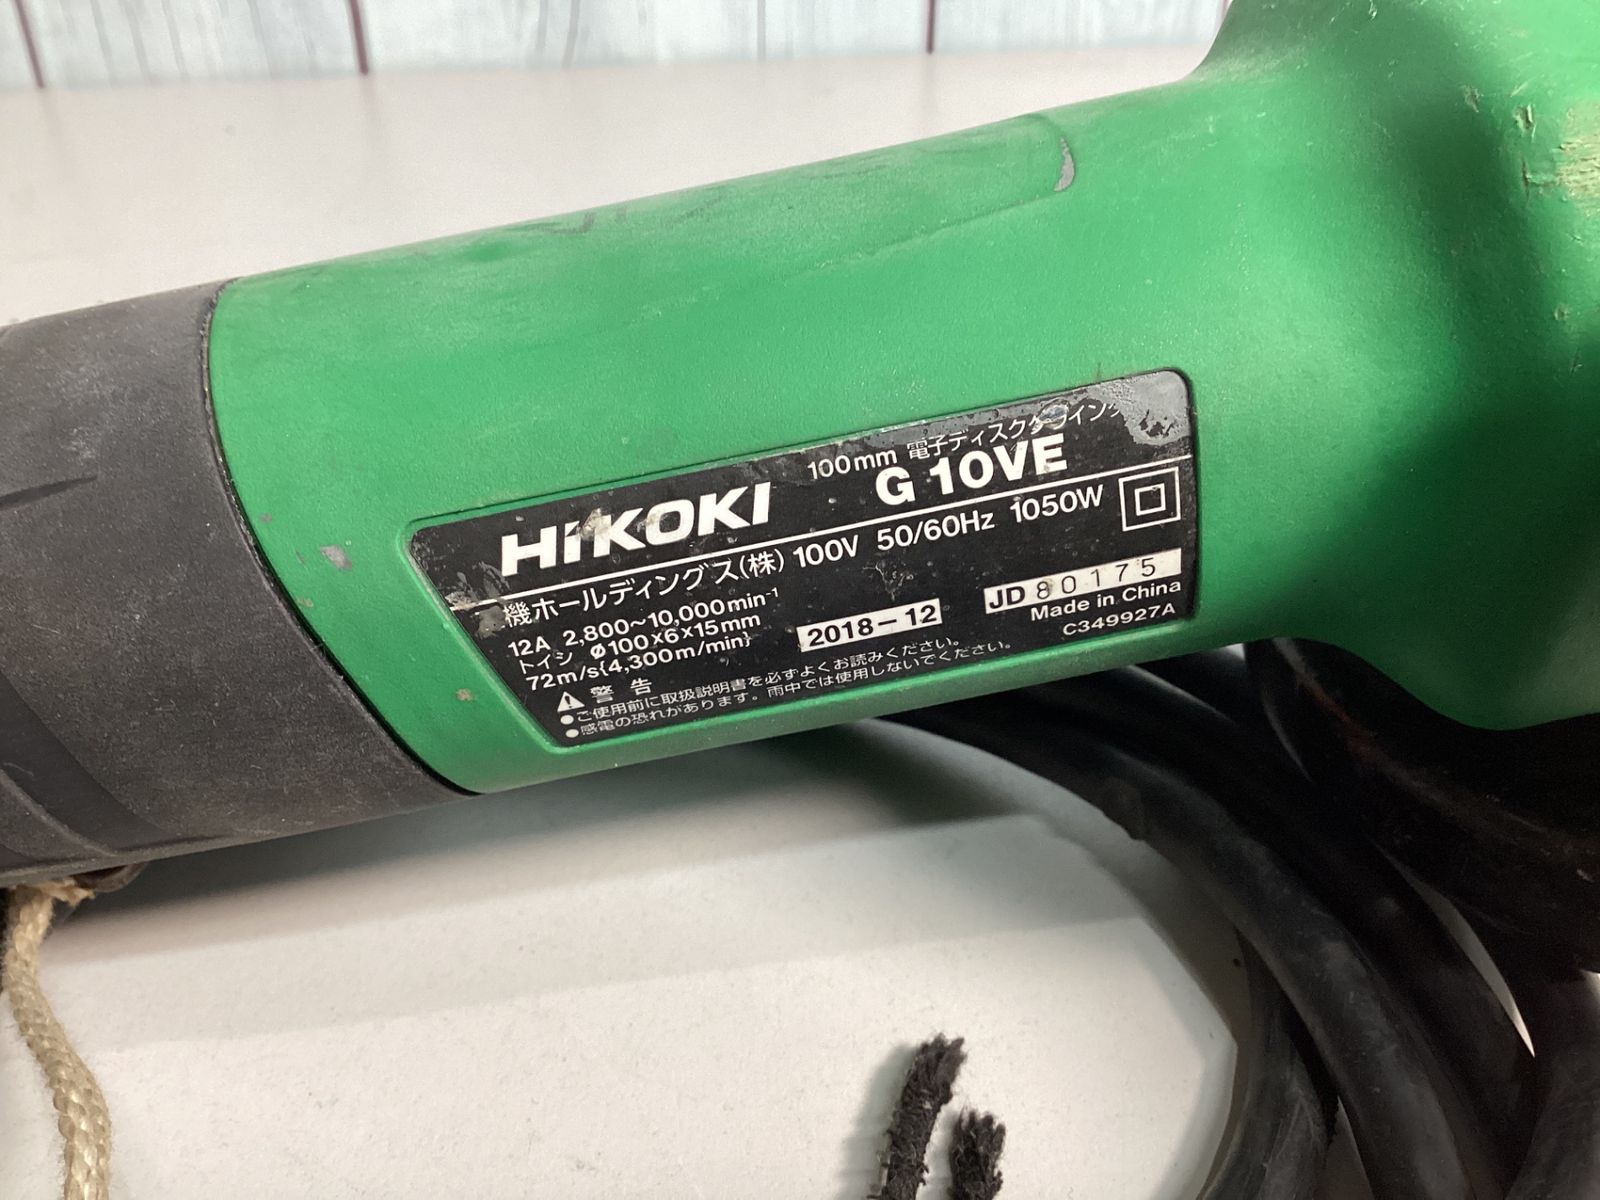 100mm 電子ディスクグライン
HiKOKI G 10VE
機ホールディングス(株) 100V 50/60Hz 1050W
12A 2,800~10,000min⁻¹
トイシ φ100×6×15mm
72m/s{4,300m/min}
2018-12
JD 80175
Made in China
C349927A
⚠ 警告
●ご使用前に取扱説明書を必ずよくお読みください。
●感電の恐れがあります。雨中では使用しないでください。